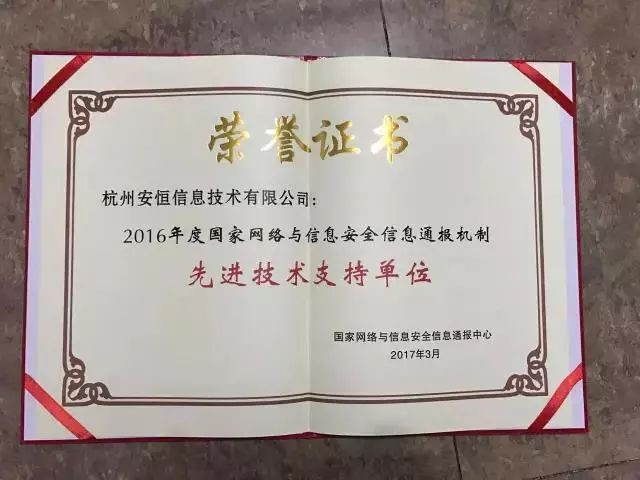 荣誉证书
杭州安恒信息技术有限公司：
2016年度国家网络与信息安全信息通报机制
先进技术支持单位
国家网络与信息安全信息通报中心
2017年3月